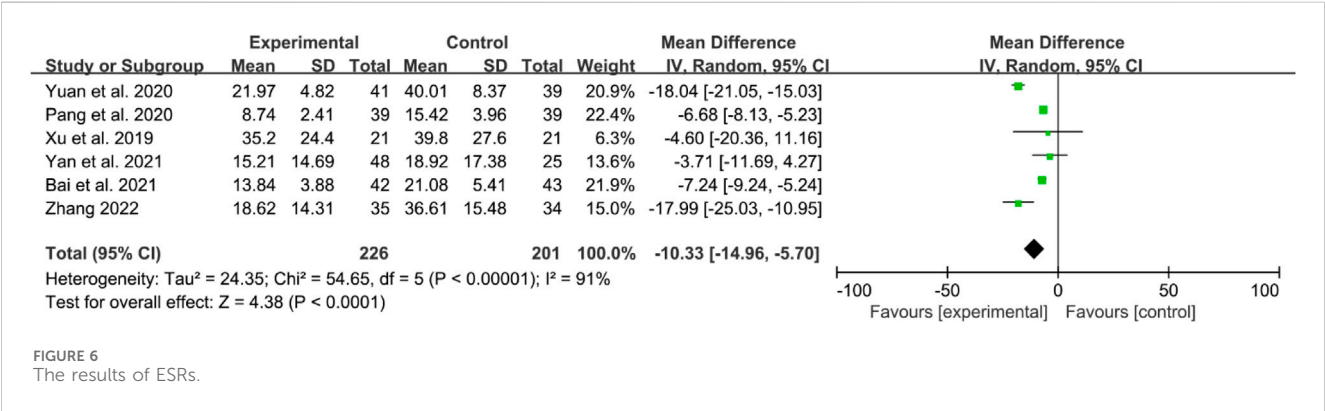 Experimental Control Mean Difference Mean Difference
Study or Subgroup Mean SD Total Mean SD Total Weight IV, Random, 95% CI IV, Random, 95% CI
Yuan et al. 2020 21.97 4.82 41 40.01 8.37 39 20.9% -18.04 [-21.05, -15.03]
Pang et al. 2020 8.74 2.41 39 15.42 3.96 39 22.4% -6.68 [-8.13, -5.23]
Xu et al. 2019 35.2 24.4 21 39.8 27.6 21 6.3% -4.60 [-20.36, 11.16]
Yan et al. 2021 15.21 14.69 48 18.92 17.38 25 13.6% -3.71 [-11.69, 4.27]
Bai et al. 2021 13.84 3.88 42 21.08 5.41 43 21.9% -7.24 [-9.24, -5.24]
Zhang 2022 18.62 14.31 35 36.61 15.48 34 15.0% -17.99 [-25.03, -10.95]
Total (95% CI) 226 201 100.0% -10.33 [-14.96, -5.70]
Heterogeneity: Tau² = 24.35; Chi² = 54.65, df = 5 (P < 0.00001); I² = 91%
Test for overall effect: Z = 4.38 (P < 0.0001)
-100 -50 0 50 100
Favours [experimental] Favours [control]
FIGURE 6
The results of ESRs.